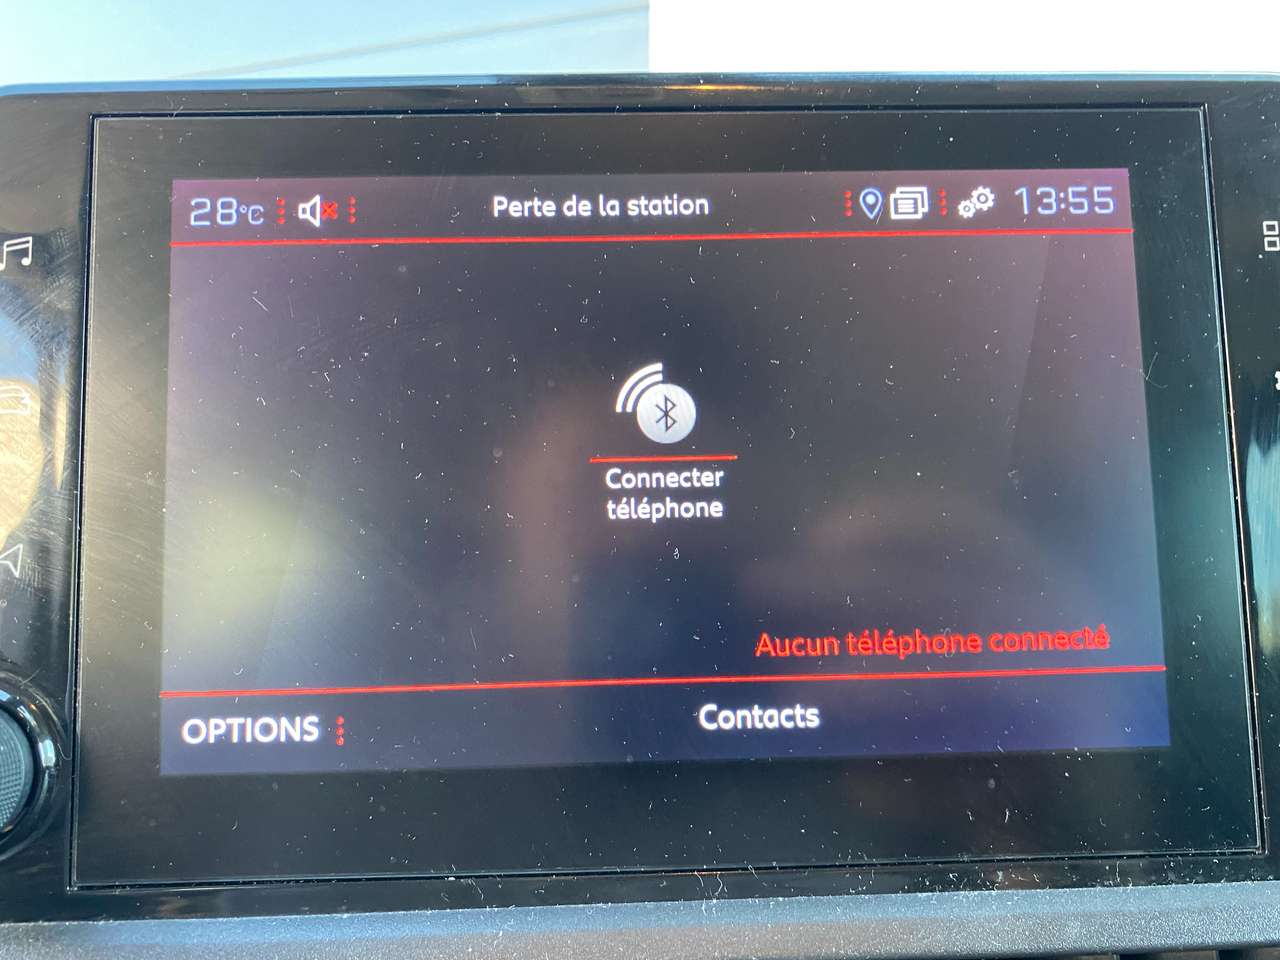 28°C
Perte de la station
13:55
Connecter
téléphone
Aucun téléphone connecté
OPTIONS
Contacts